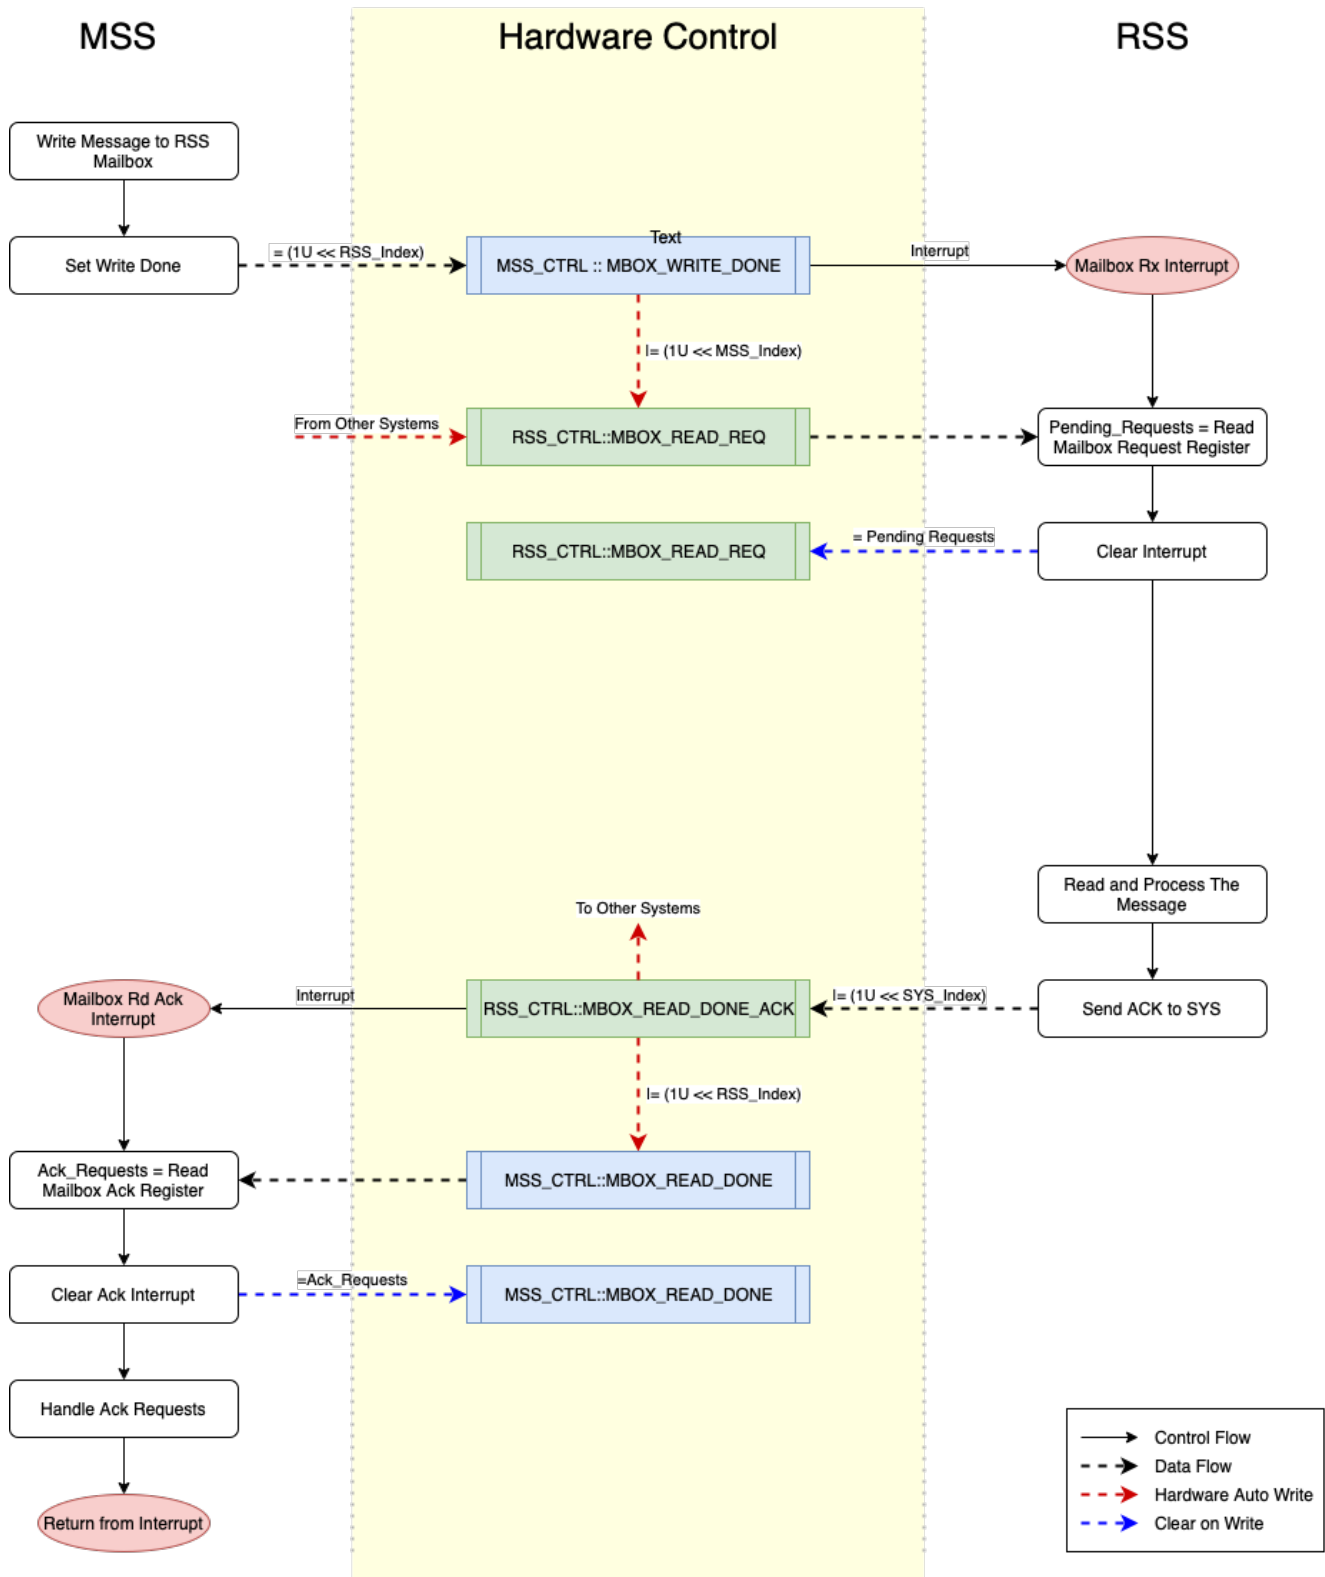 MSS
Hardware Control
RSS
Write Message to RSS
Mailbox
Set Write Done
= (1U << RSS_Index)
Text
MSS_CTRL :: MBOX_WRITE_DONE
Interrupt
Mailbox Rx Interrupt
|= (1U << MSS_Index)
From Other Systems
RSS_CTRL::MBOX_READ_REQ
Pending_Requests = Read
Mailbox Request Register
RSS_CTRL::MBOX_READ_REQ
= Pending Requests
Clear Interrupt
Read and Process The
Message
To Other Systems
Mailbox Rd Ack
Interrupt
Interrupt
RSS_CTRL::MBOX_READ_DONE_ACK
|= (1U << SYS_Index)
Send ACK to SYS
|= (1U << RSS_Index)
Ack_Requests = Read
Mailbox Ack Register
MSS_CTRL::MBOX_READ_DONE
Clear Ack Interrupt
=Ack_Requests
MSS_CTRL::MBOX_READ_DONE
Handle Ack Requests
Return from Interrupt
Control Flow
Data Flow
Hardware Auto Write
Clear on Write